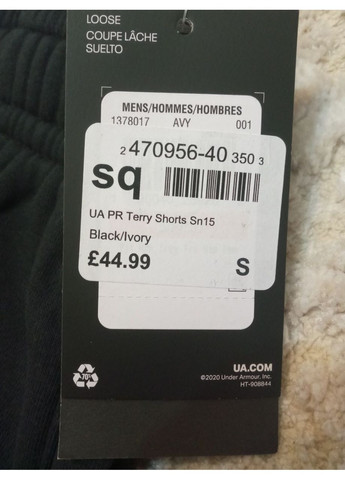 LOOSE
COUPE LÂCHE
SUELTO
MENS/HOMMES/HOMBRES
1378017 AVY 001
2 470956-40 350 3
sq
UA PR Terry Shorts Sn15
Black/Ivory
£44.99 S
70%
UA.COM
©2020 Under Armour, Inc.
HT-908844